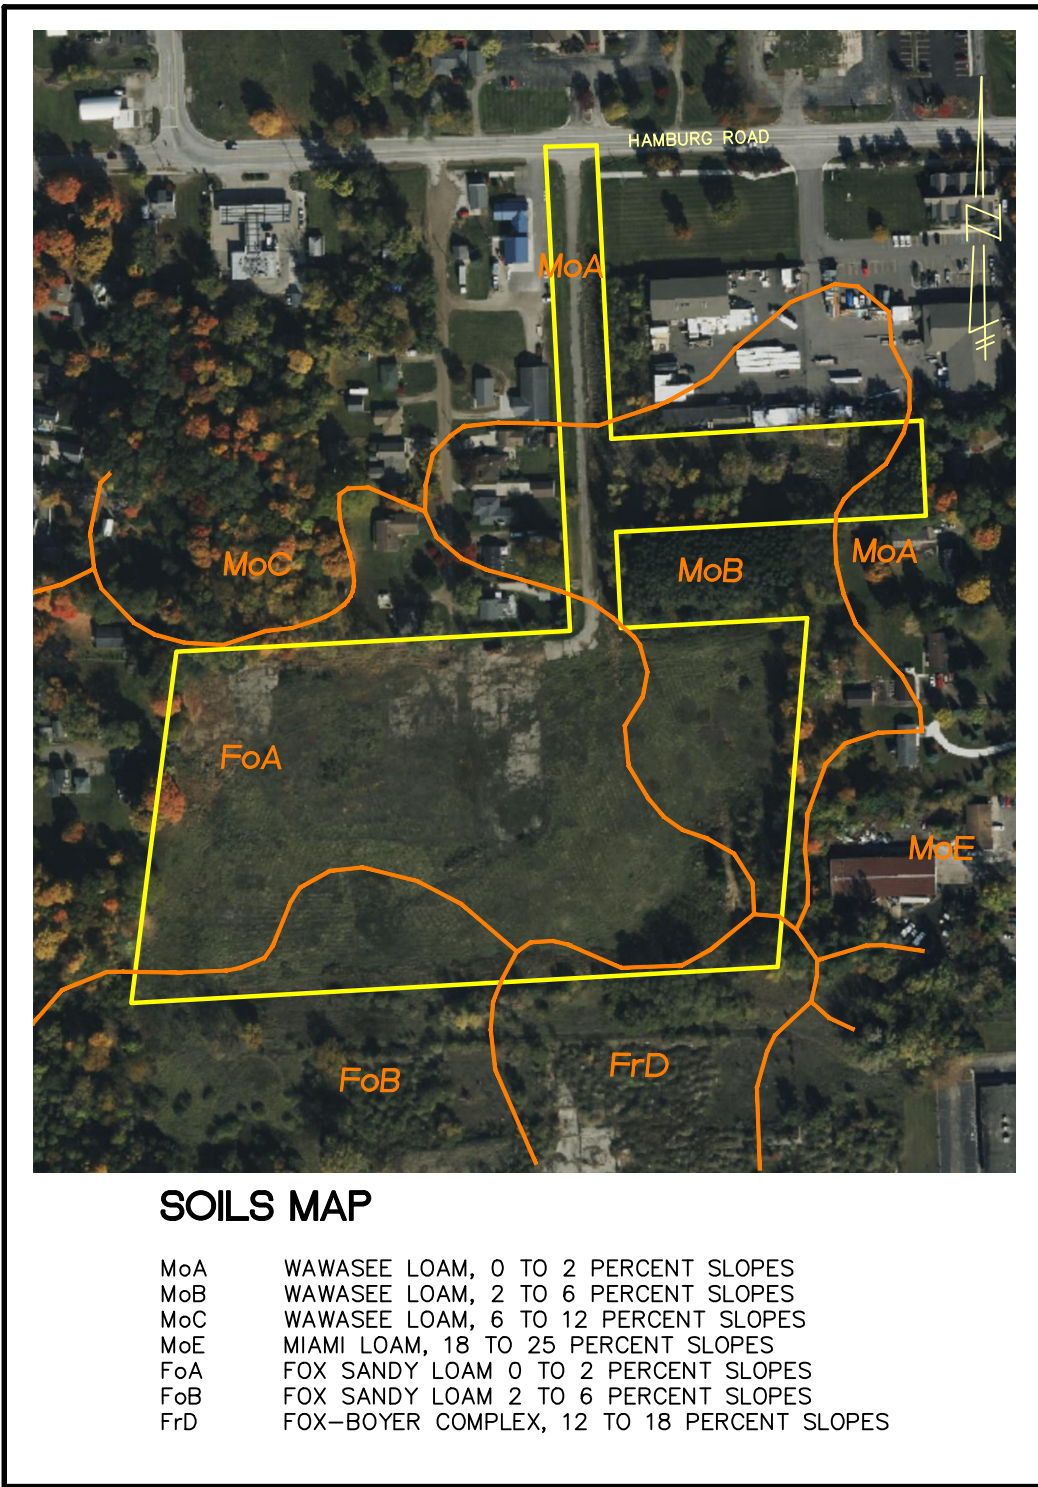 HAMBURG ROAD
MoA
MoC
MoB
MoA
FoA
MoE
FoB
FrD
SOILS MAP
MoA WAWASEE LOAM, 0 TO 2 PERCENT SLOPES
MoB WAWASEE LOAM, 2 TO 6 PERCENT SLOPES
MoC WAWASEE LOAM, 6 TO 12 PERCENT SLOPES
MoE MIAMI LOAM, 18 TO 25 PERCENT SLOPES
FoA FOX SANDY LOAM 0 TO 2 PERCENT SLOPES
FoB FOX SANDY LOAM 2 TO 6 PERCENT SLOPES
FrD FOX-BOYER COMPLEX, 12 TO 18 PERCENT SLOPES